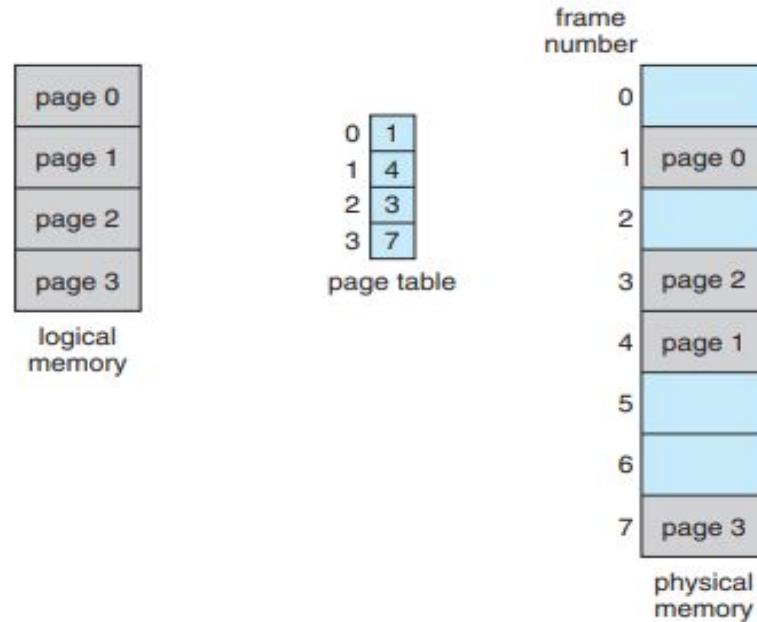 frame
number
page 0
page 1
page 2
page 3
logical
memory
0 1
1 4
2 3
3 7
page table
0
1 page 0
2
3 page 2
4 page 1
5
6
7 page 3
physical
memory